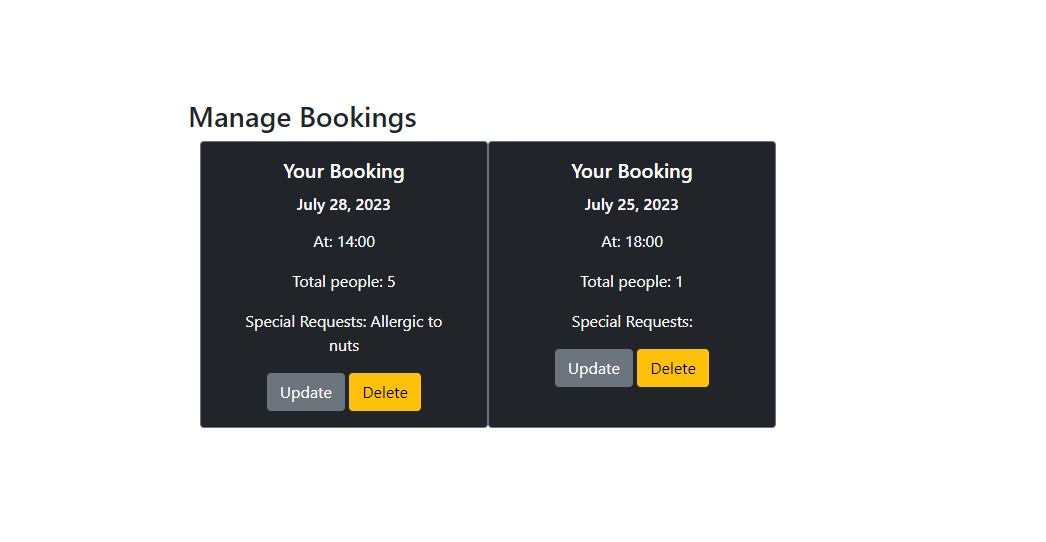 Manage Bookings
Your Booking
July 28, 2023
At: 14:00
Total people: 5
Special Requests: Allergic to
nuts
Update Delete
Your Booking
July 25, 2023
At: 18:00
Total people: 1
Special Requests:
Update Delete